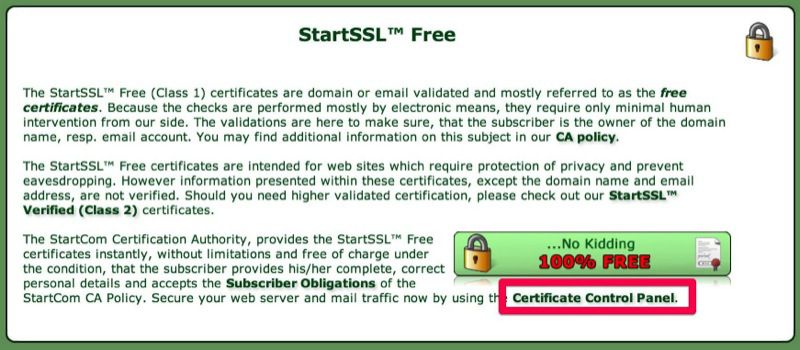 StartSSL™ Free
The StartSSL™ Free (Class 1) certificates are domain or email validated and mostly referred to as the free
certificates. Because the checks are performed mostly by electronic means, they require only minimal human
intervention from our side. The validations are here to make sure, that the subscriber is the owner of the domain
name, resp. email account. You may find additional information on this subject in our CA policy.
The StartSSL™ Free certificates are intended for web sites which require protection of privacy and prevent
eavesdropping. However information presented within these certificates, except the domain name and email
address, are not verified. Should you need higher validated certification, please check out our StartSSL™
Verified (Class 2) certificates.
The StartCom Certification Authority, provides the StartSSL™ Free
certificates instantly, without limitations and free of charge under
the condition, that the subscriber provides his/her complete, correct
personal details and accepts the Subscriber Obligations of the
StartCom CA Policy. Secure your web server and mail traffic now by using the Certificate Control Panel.
...No Kidding
100% FREE